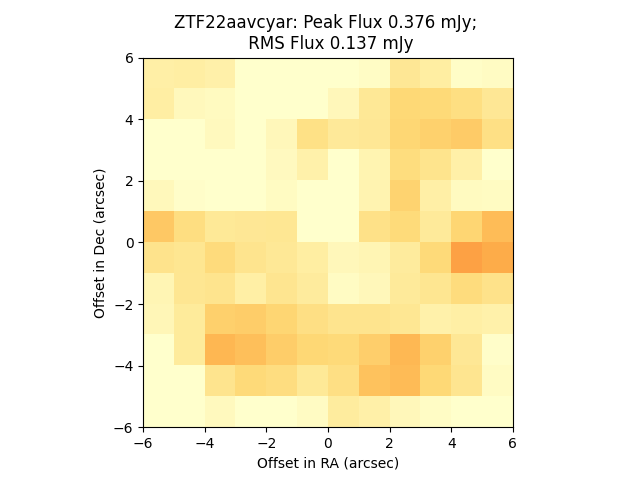 ZTF22aavcyar: Peak Flux 0.376 mJy;
RMS Flux 0.137 mJy
6
4
2
0
−2
−4
−6
Offset in Dec (arcsec)
−6 −4 −2 0 2 4 6
Offset in RA (arcsec)